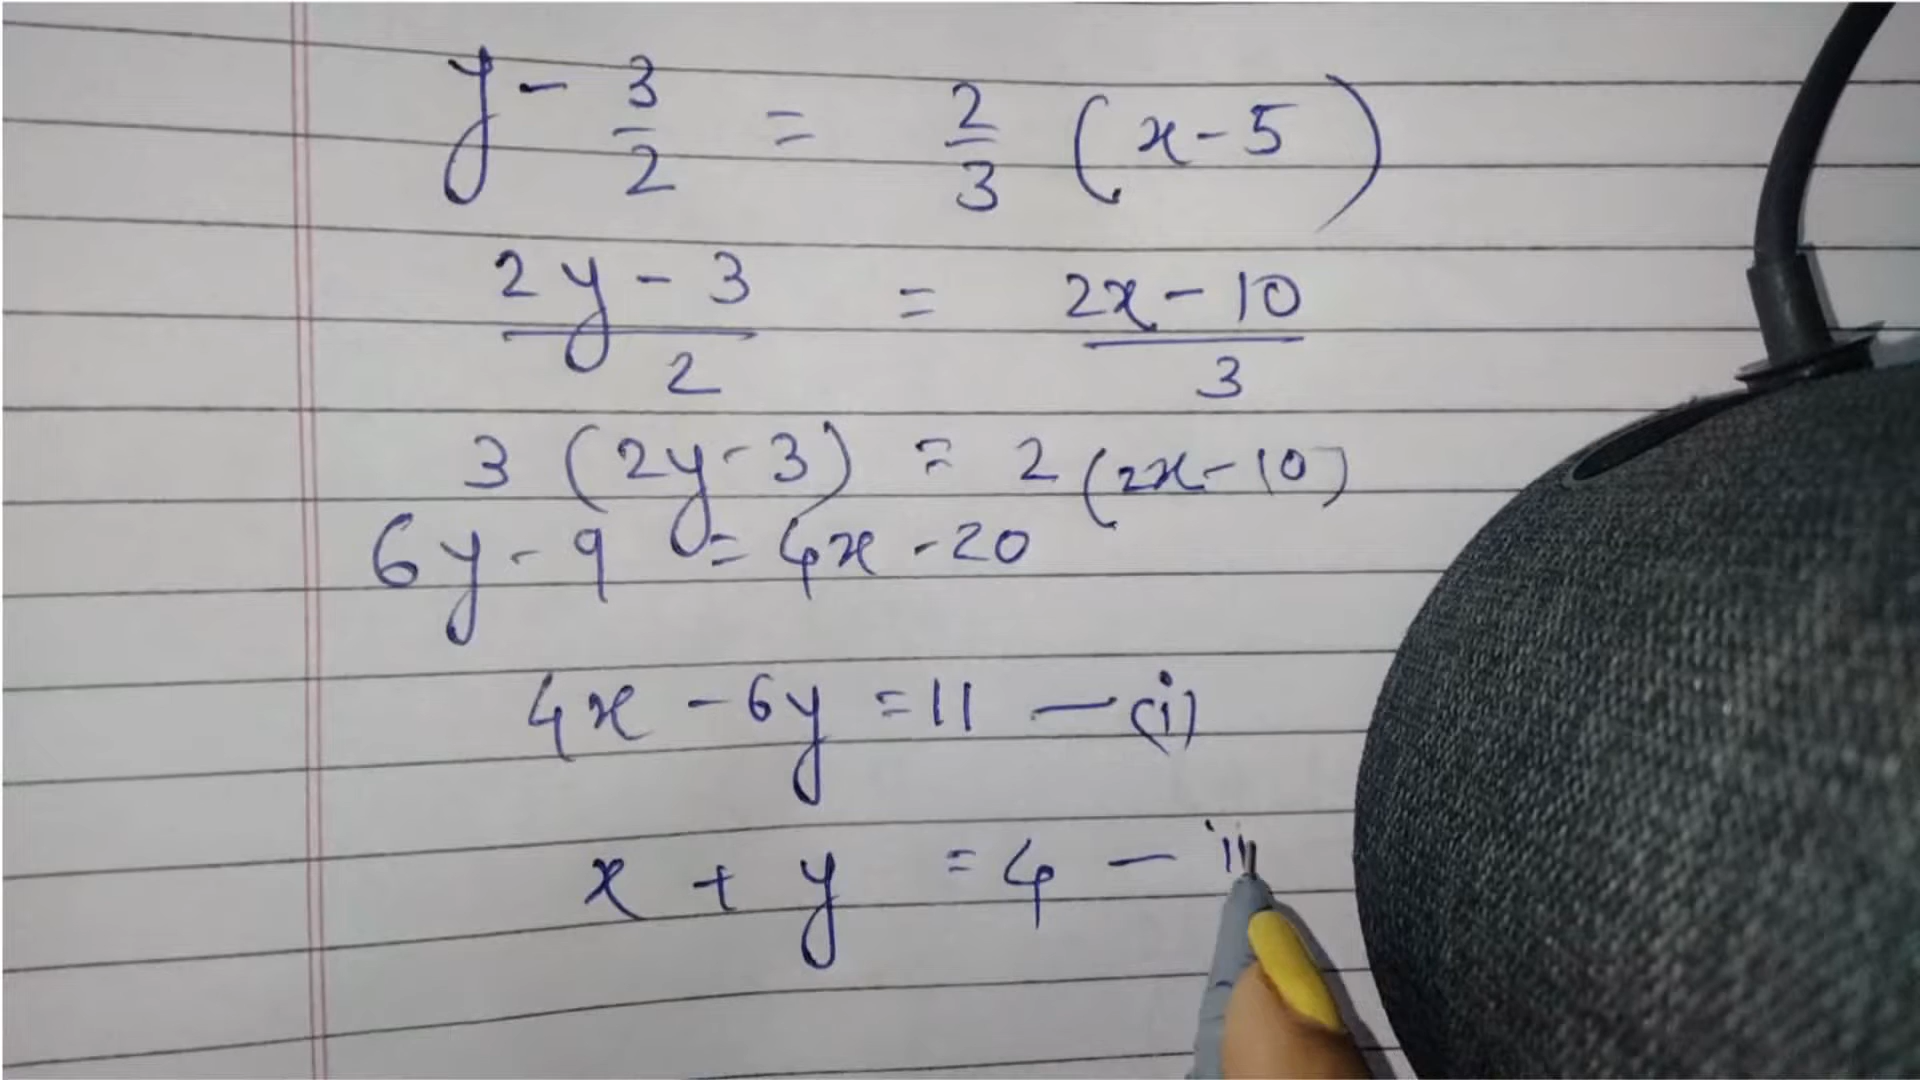 y - 3/2 = 2/3 (x - 5)
2y - 3 / 2 = 2x - 10 / 3
3 (2y - 3) = 2 (2x - 10)
6y - 9 = 4x - 20
4x - 6y = 11 — (i)
x + y = 4 — ii